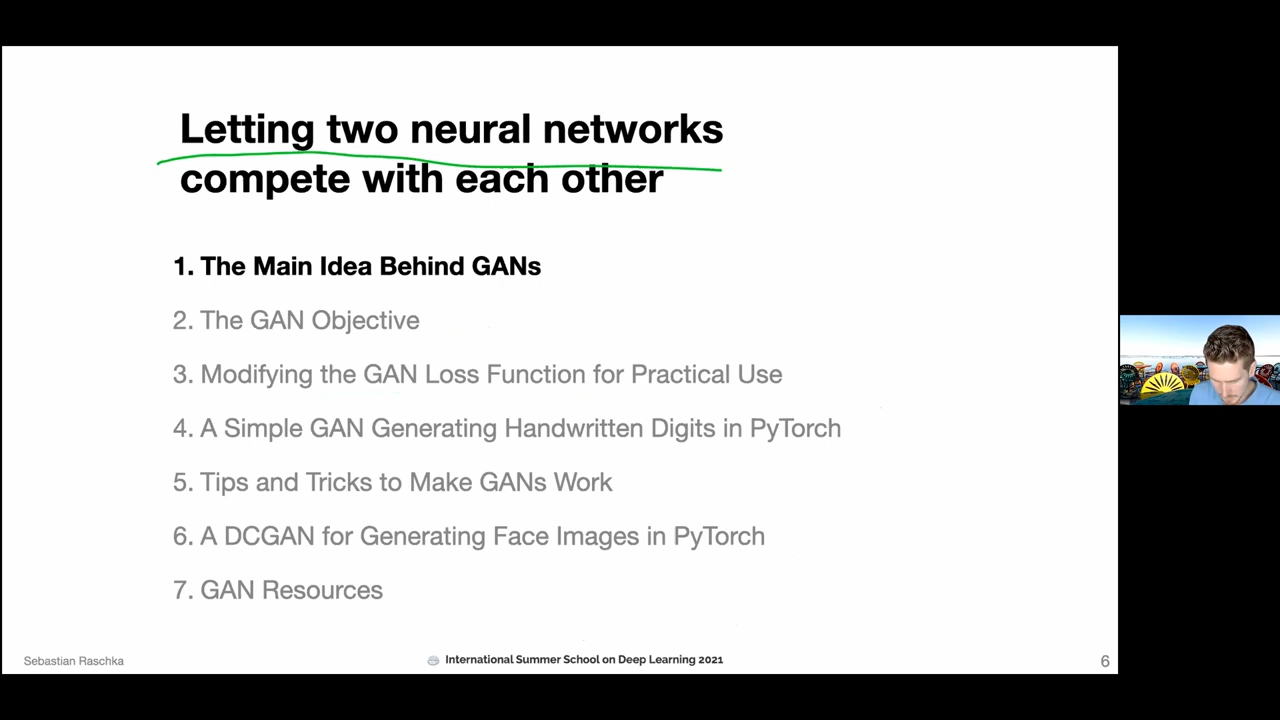 Letting two neural networks
compete with each other
1. The Main Idea Behind GANs
2. The GAN Objective
3. Modifying the GAN Loss Function for Practical Use
4. A Simple GAN Generating Handwritten Digits in PyTorch
5. Tips and Tricks to Make GANs Work
6. A DCGAN for Generating Face Images in PyTorch
7. GAN Resources
Sebastian Raschka
International Summer School on Deep Learning 2021
6